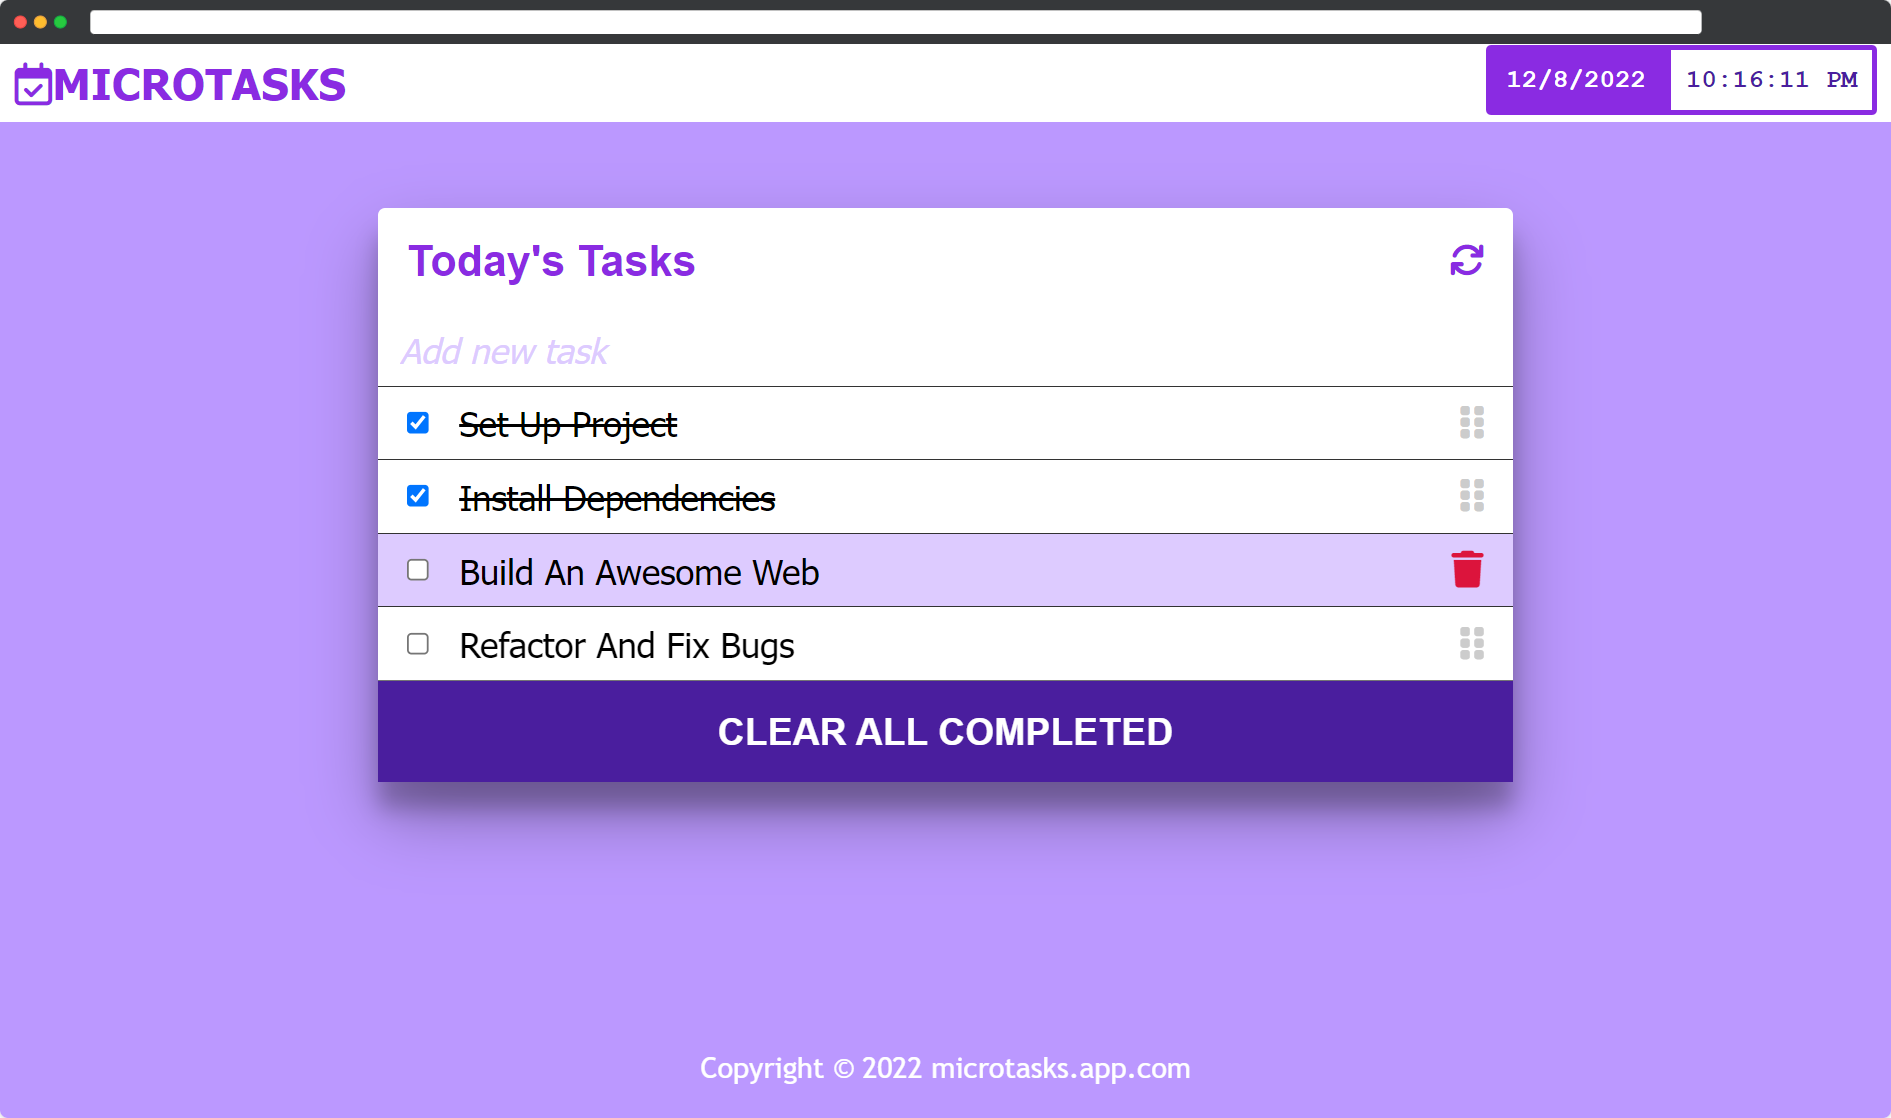 MICROTASKS
12/8/2022 10:16:11 PM
Today's Tasks
Add new task
Set Up Project
Install Dependencies
Build An Awesome Web
Refactor And Fix Bugs
CLEAR ALL COMPLETED
Copyright © 2022 microtasks.app.com